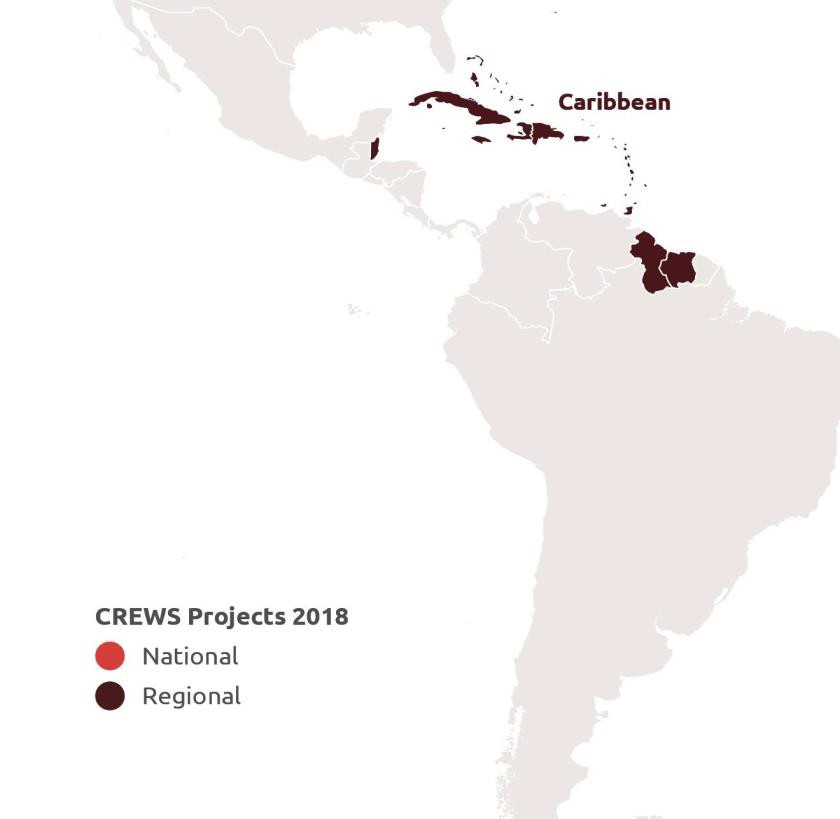 Caribbean
CREWS Projects 2018
National
Regional